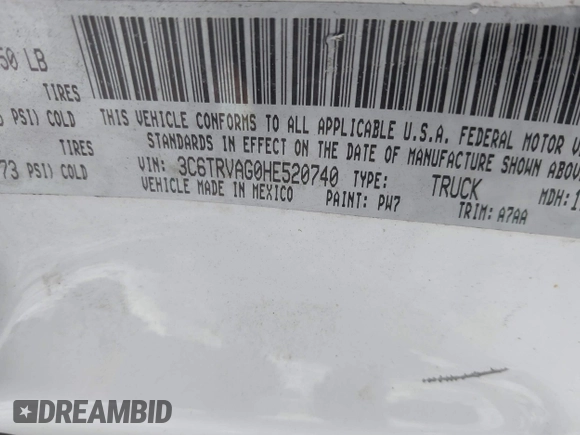 50 LB
TIRES
PSI) COLD
TIRES
73 PSI) COLD
THIS VEHICLE CONFORMS TO ALL APPLICABLE U.S.A. FEDERAL MOTOR
STANDARDS IN EFFECT ON THE DATE OF MANUFACTURE SHOWN ABOVE
VIN: 3C6TRVAG0HE520740 TYPE: TRUCK MDH: 1
VEHICLE MADE IN MEXICO PAINT: PW7 TRIM: A7AA
DREAMBID